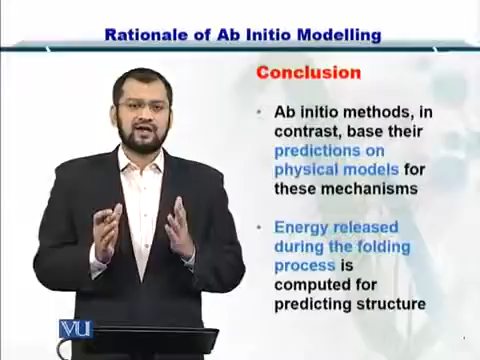 Rationale of Ab Initio Modelling
Conclusion
• Ab initio methods, in
contrast, base their
predictions on
physical models for
these mechanisms
• Energy released
during the folding
process is
computed for
predicting structure
VU